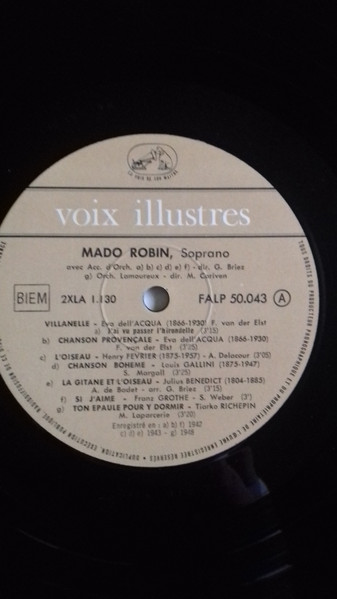 LA VOIX DE SON MAITRE
voix illustres
MADO ROBIN, Soprano
avec Acc. d'Orch. a) b) c) d) e) f) - dir. G. Briez
g) Orch. Lamoureux - dir. M. Cariven
BIEM 2XLA 1.130 FALP 50.043 A
VILLANELLE - Eva dell'ACQUA (1866-1930) F. van der Elst
a) J'ai vu passer l'hirondelle (3'20)
b) CHANSON PROVENÇALE - Eva dell'ACQUA (1866-1930)
F. van der Elst (3'25)
c) L'OISEAU - Henry FEVRIER (1875-1957) - A. Delacour (3'05)
d) CHANSON BOHEME - Louis GALLINI (1875-1947)
S. Margall (3'25)
e) LA GITANE ET L'OISEAU - Julius BENEDICT (1804-1885)
A. de Badet - arr. G. Briez (3'15)
f) SI J'AIME - Franz GROTHE - S. Weber (3')
g) TON EPAULE POUR Y DORMIR - Tiarko RICHEPIN
M. Laparcerie (3'20)
Enregistré en : a) b) f) 1942
c) d) e) 1943 - g) 1948